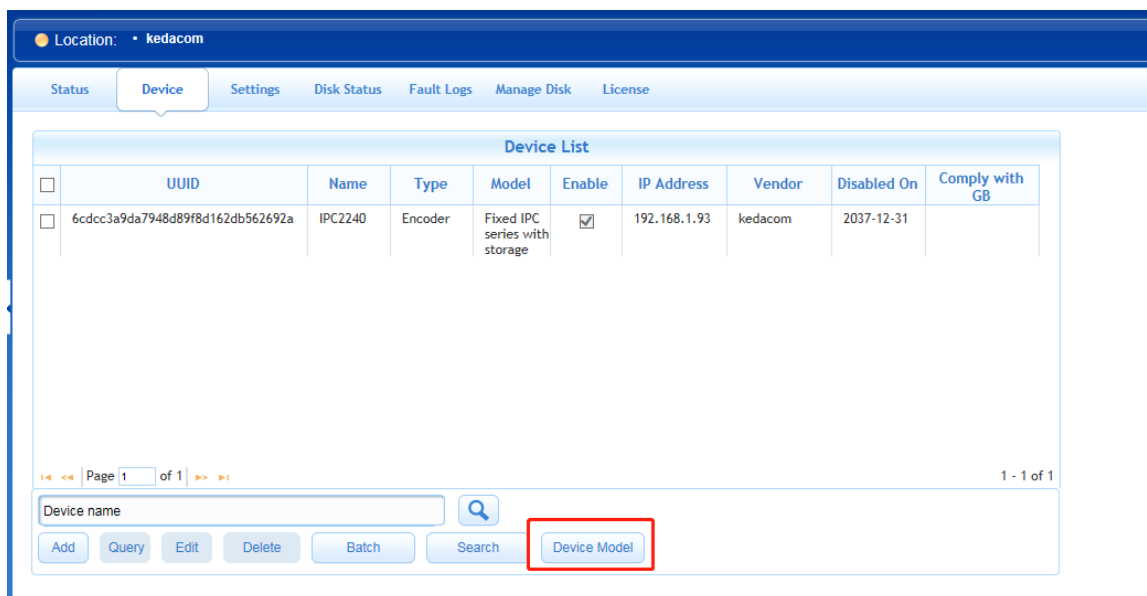 Location: • kedacom
Status Device Settings Disk Status Fault Logs Manage Disk License
Device List
UUID Name Type Model Enable IP Address Vendor Disabled On Comply with GB
6cdcc3a9da7948d89f8d162db562692a IPC2240 Encoder Fixed IPC series with storage 192.168.1.93 kedacom 2037-12-31
Page 1 of 1 1 - 1 of 1
Device name
Add Query Edit Delete Batch Search Device Model